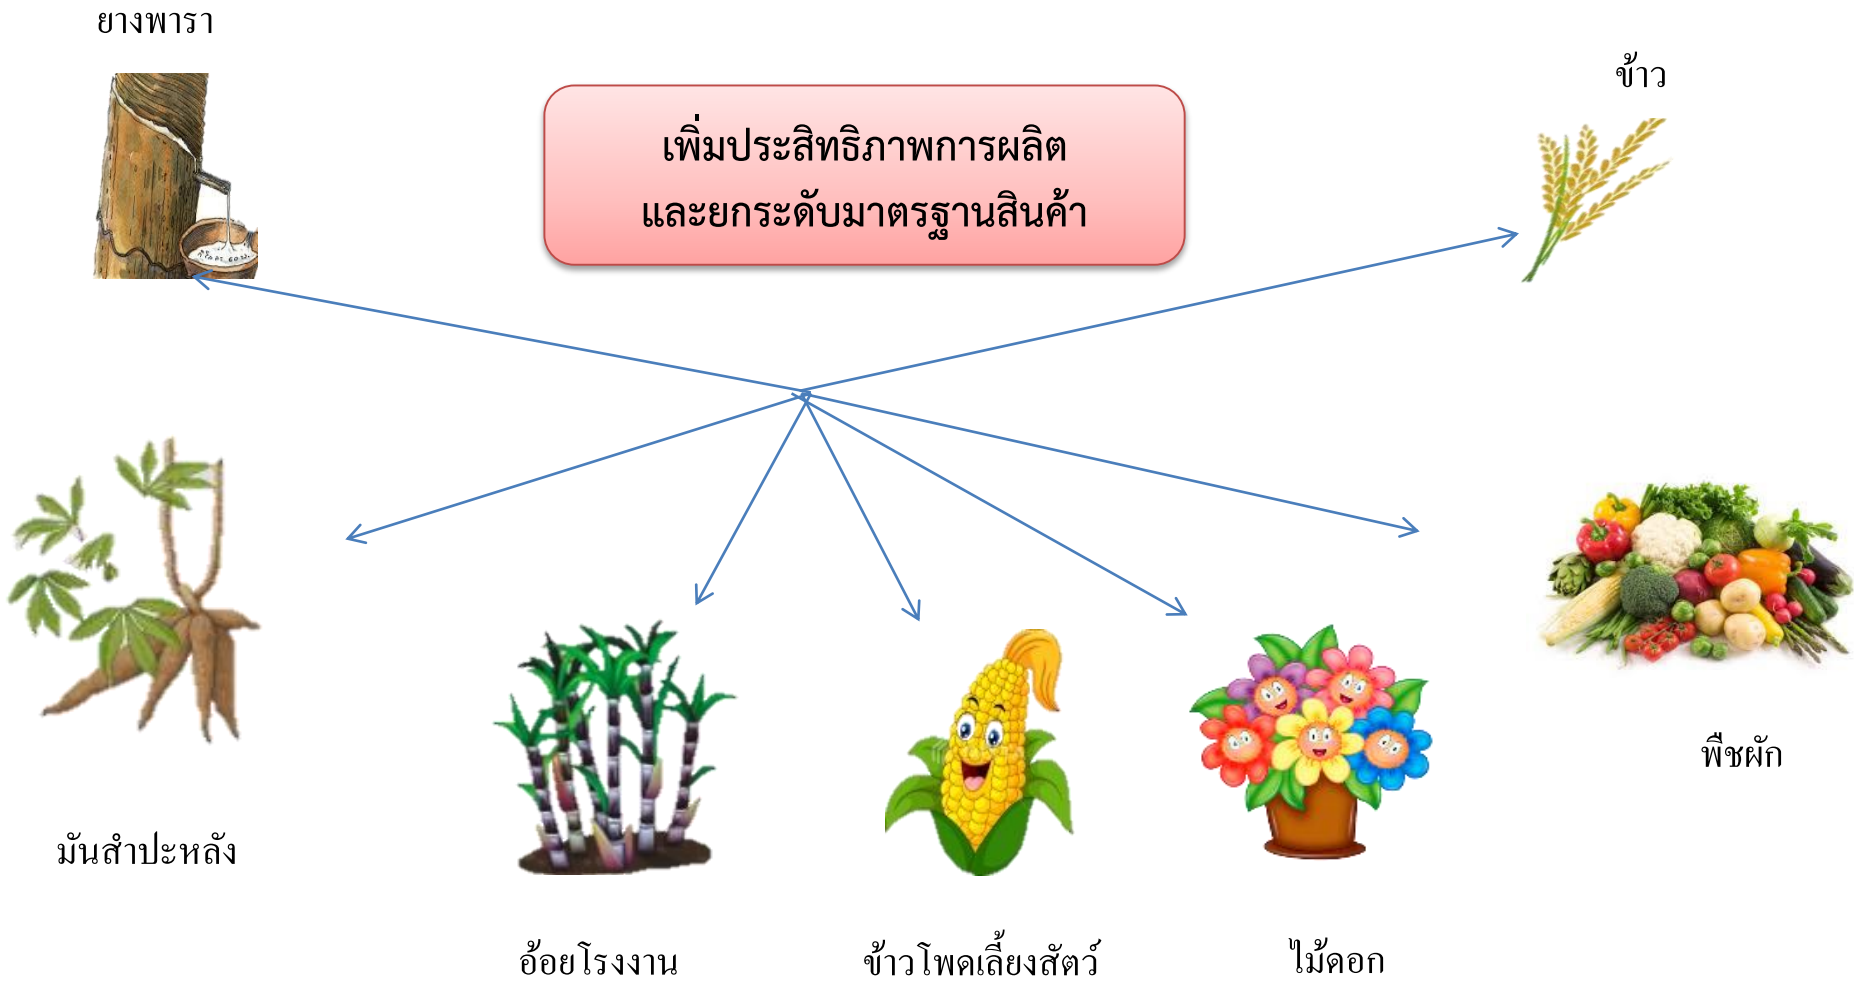 ยางพารา
ข้าว
เพิ่มประสิทธิภาพการผลิต
และยกระดับมาตรฐานสินค้า
พืชผัก
มันสำปะหลัง
อ้อยโรงงาน
ข้าวโพดเลี้ยงสัตว์
ไม้ดอก